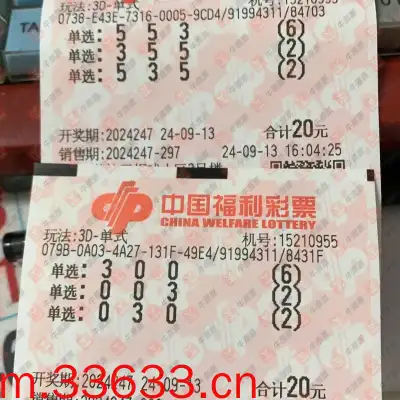 TA
玩法:3D-单式 机号:15210955
0738-E43E-7316-0005-9CD4/91994311/84703
单选: 5 5 3 (6)
单选: 3 5 5 (2)
单选: 5 3 5 (2)
开奖期:2024247 24-09-13 合计20元
销售期:2024247-297 24-09-13 16:04:25
中国福利彩票
CHINA WELFARE LOTTERY
玩法:3D-单式 机号:15210955
079B-0A03-4A27-131F-49E4/91994311/8431F
单选: 3 0 0 (6)
单选: 0 0 3 (2)
单选: 0 3 0 (2)
m.33633.cn
开奖期:2024247 24-09-13 合计20元